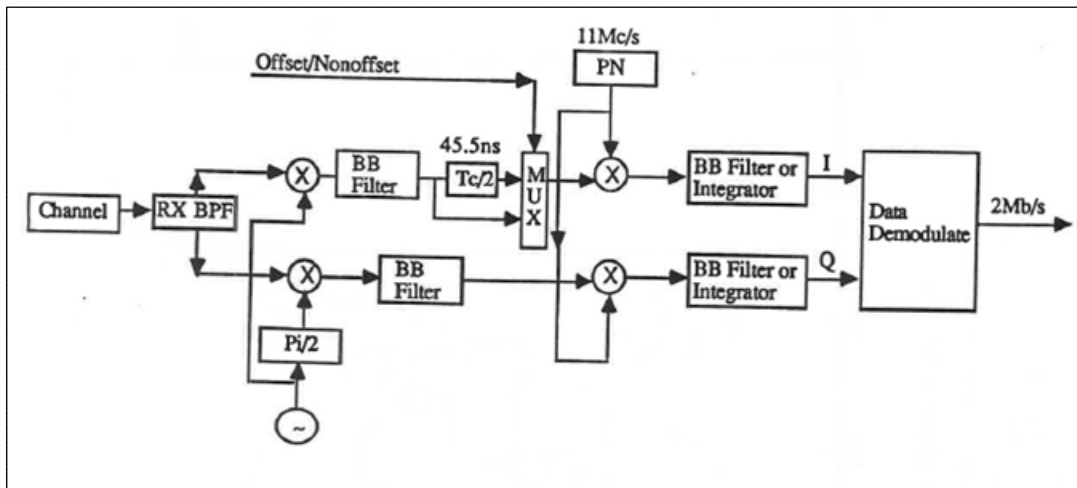 11Mc/s
PN
Offset/Nonoffset
45.5ns
BB
Filter
Tc/2
M
U
X
X
X
BB Filter or
Integrator
I
Channel
RX BPF
Data
Demodulate
2Mb/s
X
BB
Filter
X
BB Filter or
Integrator
Q
Pi/2
~